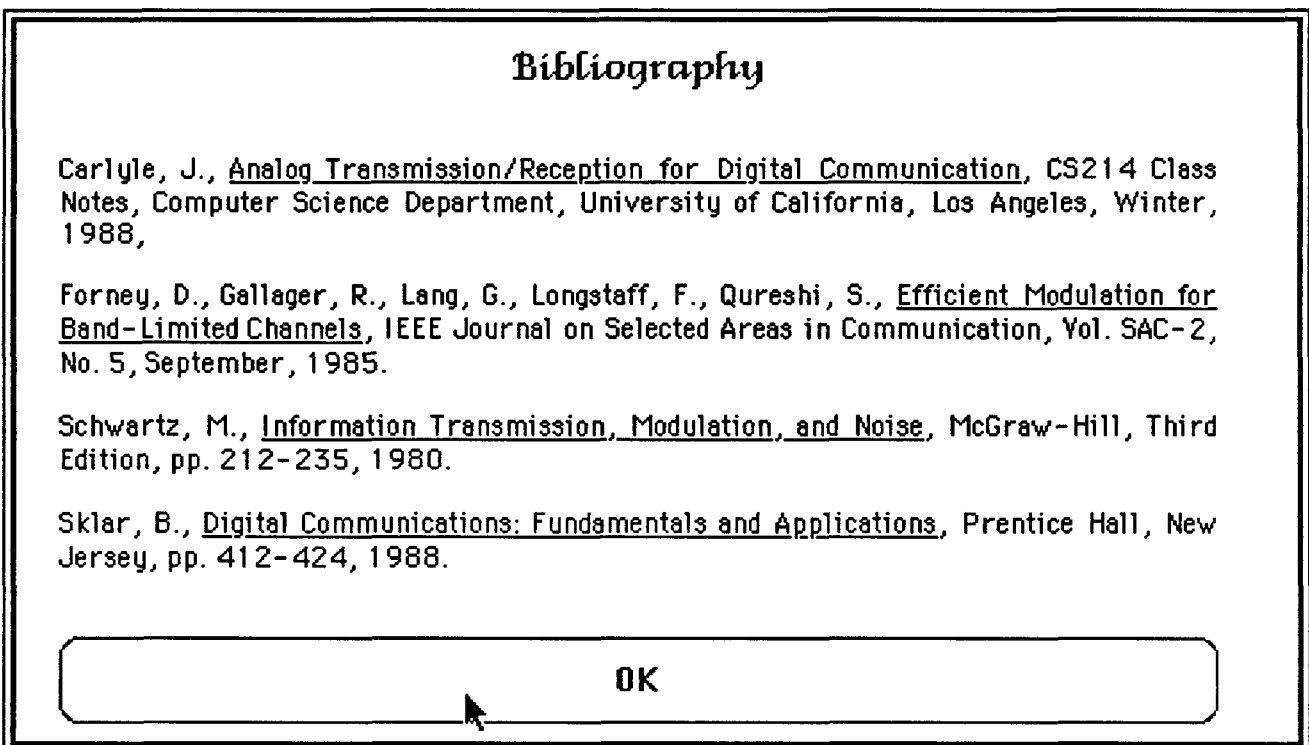 Bibliography
Carlyle, J., Analog Transmission/Reception for Digital Communication, CS214 Class
Notes, Computer Science Department, University of California, Los Angeles, Winter,
1988,
Forney, D., Gallager, R., Lang, G., Longstaff, F., Qureshi, S., Efficient Modulation for
Band-Limited Channels, IEEE Journal on Selected Areas in Communication, Vol. SAC-2,
No. 5, September, 1985.
Schwartz, M., Information Transmission, Modulation, and Noise, McGraw-Hill, Third
Edition, pp. 212-235, 1980.
Sklar, B., Digital Communications: Fundamentals and Applications, Prentice Hall, New
Jersey, pp. 412-424, 1988.
OK